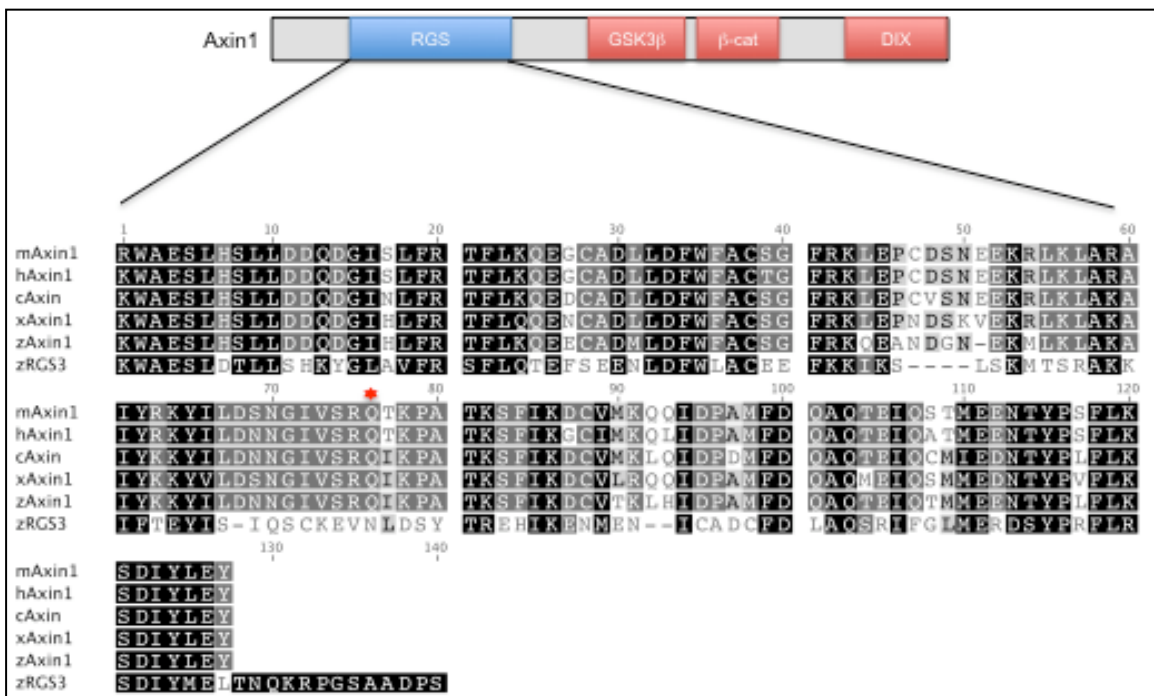 Axin1 RGS GSK3β β-cat DIX
1 10 20 30 40 50 60
mAxin1 RWAESLHSLLDDQDGISLFR TFLKQEGCADLLDFWFACSG FRKLEPCDSNEEKRLKLARA
hAxin1 KWAESLHSLLDDQDGISLFR TFLKQEGCADLLDFWFACTG FRKLEPCDSNEEKRLKLARA
cAxin KWAESLHSLLDDQDGINLFR TFLKQEDCADLLDFWFACSG FRKLEPCVSNEEKRLKLAKA
xAxin1 KWAESLHSLLDDQDGIHLFR TFLQQENCADLLDFWFACSG FRKLEPNDSKVEKRLKLAKA
zAxin1 KWAESLHSLLDDQDGIHLFR TFLKQEECADMLDFWFACSG FRKQEANDGN-EKMLKLAKA
zRGS3 KWAESLDTLLSHKYGLAVFR SFLQTEFSEENLDFWLACEE FKKIKS----LSKMTSRAKK
70 80 90 100 110 120
mAxin1 IYRKYILDSNGIVSRQTKPA TKSFIKDCVMKQQIDPAMFD QAQTEIQSTMEENTYPSFLK
hAxin1 IYRKYILDNNGIVSRQTKPA TKSFIKGCIMKQLIDPAMFD QAQTEIQATMEENTYPSFLK
cAxin IYKKYILDNNGIVSRQIKPA TKSFIKDCVMKLQIDPDMFD QAQTEIQCMIEDNTYPLFLK
xAxin1 IYKKYVLDNNGIVSRQIKPA TKSFIKDCVLRQQIDPAMFD QAQMEIQSMMEDNTYPVFLK
zAxin1 IYKKYILDNNGIVSRQIKPA TKSFIKDCVTKLHIDPAMFD QAQTEIQTMMEENTYPLFLK
zRGS3 IFTEYIS-IQSCKEVNLDSY TREHIKENMEN--ICADCFD LAQSRIFGLMERDSYPRFLR
130 140
mAxin1 SDIYLEY
hAxin1 SDIYLEY
cAxin SDIYLEY
xAxin1 SDIYLEY
zAxin1 SDIYLEY
zRGS3 SDIYMELTNQKRPGSAADPS